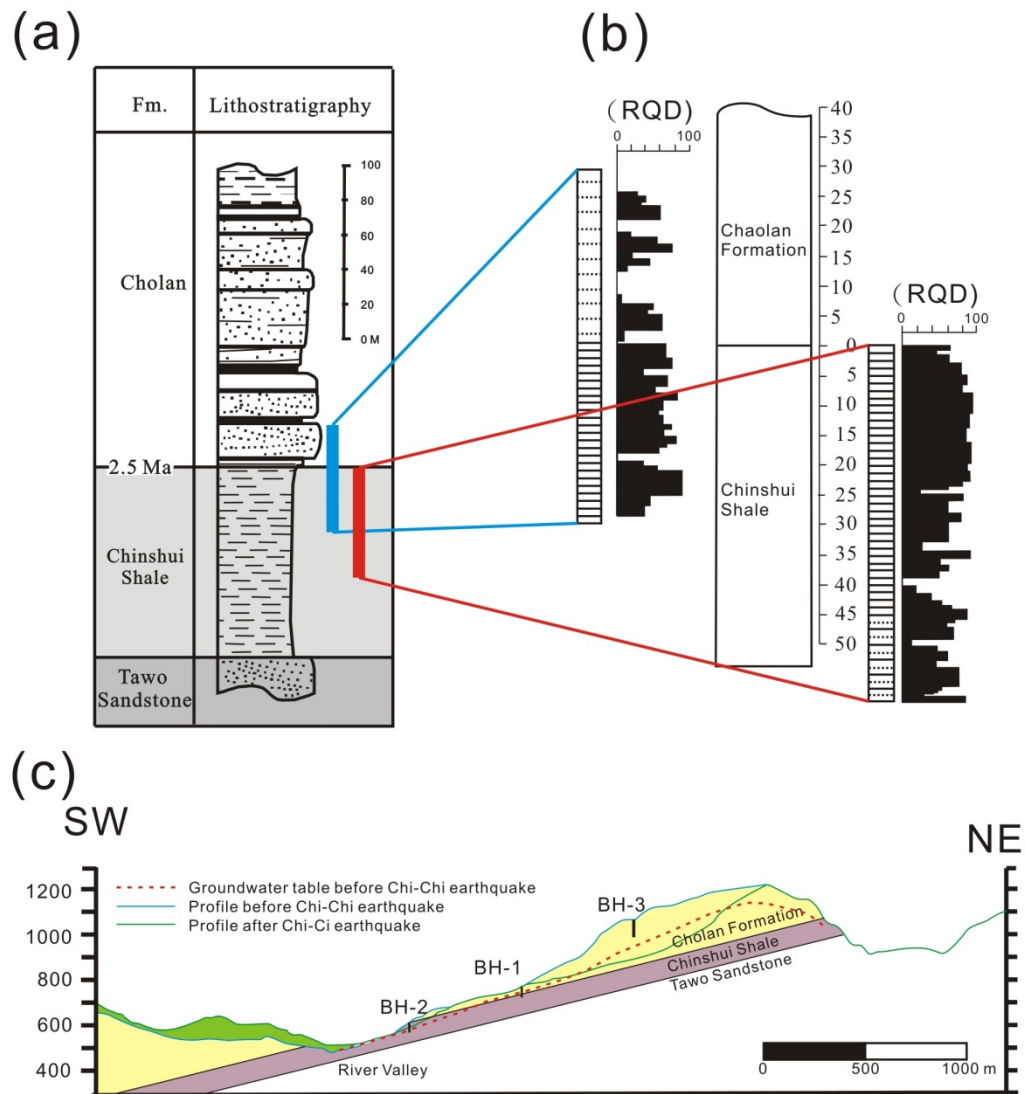 (a)
Fm.
Lithostratigraphy
Cholan
100
80
60
40
20
0 M
2.5 Ma
Chinshui
Shale
Tawo
Sandstone
(b)
(RQD)
0
100
Chaolan
Formation
Chinshui
Shale
40
35
30
25
20
15
10
5
0
5
10
15
20
25
30
35
40
45
50
(RQD)
0
100
(c)
SW
NE
1200
1000
800
600
400
Groundwater table before Chi-Chi earthquake
Profile before Chi-Chi earthquake
Profile after Chi-Ci earthquake
BH-3
BH-1
BH-2
Cholan Formation
Chinshui Shale
Tawo Sandstone
River Valley
0
500
1000 m